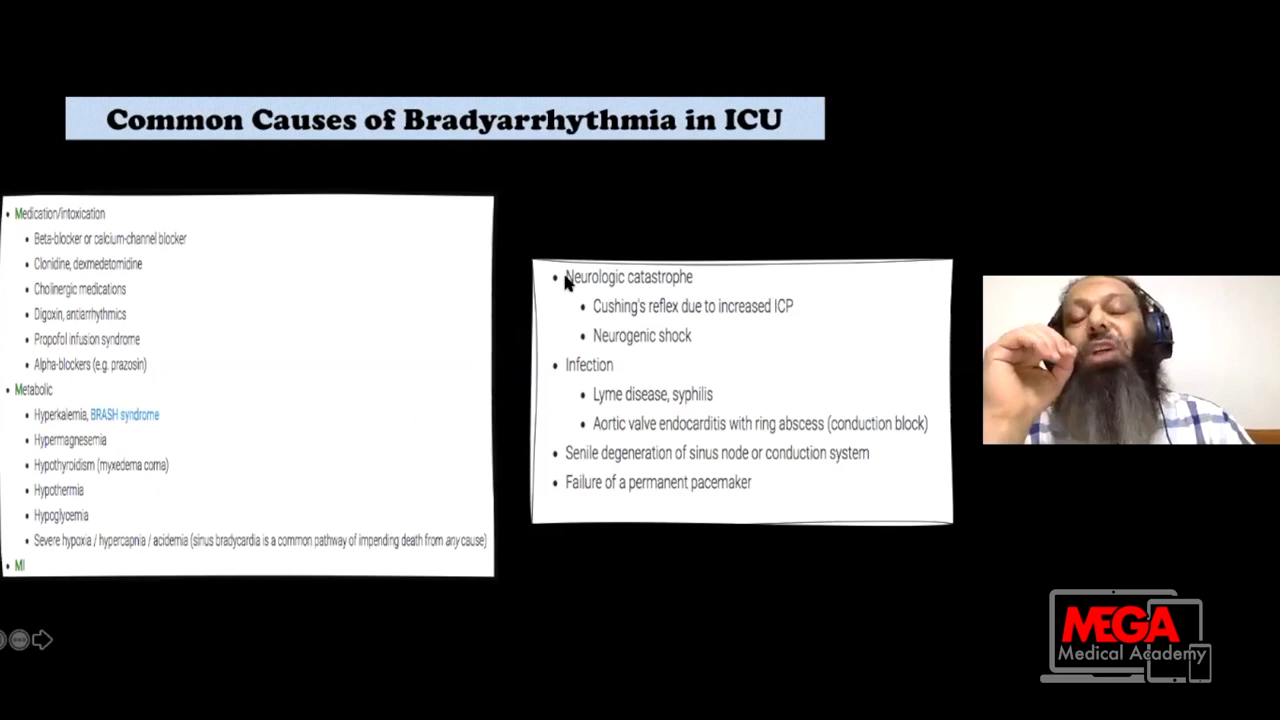 Common Causes of Bradyarrhythmia in ICU
Medication/intoxication
Beta-blocker or calcium-channel blocker
Clonidine, dexmedetomidine
Cholinergic medications
Digoxin, antiarrhythmics
Propofol infusion syndrome
Alpha-blockers (e.g. prazosin)
Metabolic
Hyperkalemia, BRASH syndrome
Hypermagnesemia
Hypothyroidism (myxedema coma)
Hypothermia
Hypoglycemia
Severe hypoxia / hypercapnia / acidemia (sinus bradycardia is a common pathway of impending death from any cause)
MI
Neurologic catastrophe
Cushing's reflex due to increased ICP
Neurogenic shock
Infection
Lyme disease, syphilis
Aortic valve endocarditis with ring abscess (conduction block)
Senile degeneration of sinus node or conduction system
Failure of a permanent pacemaker
MEGA
Medical Academy